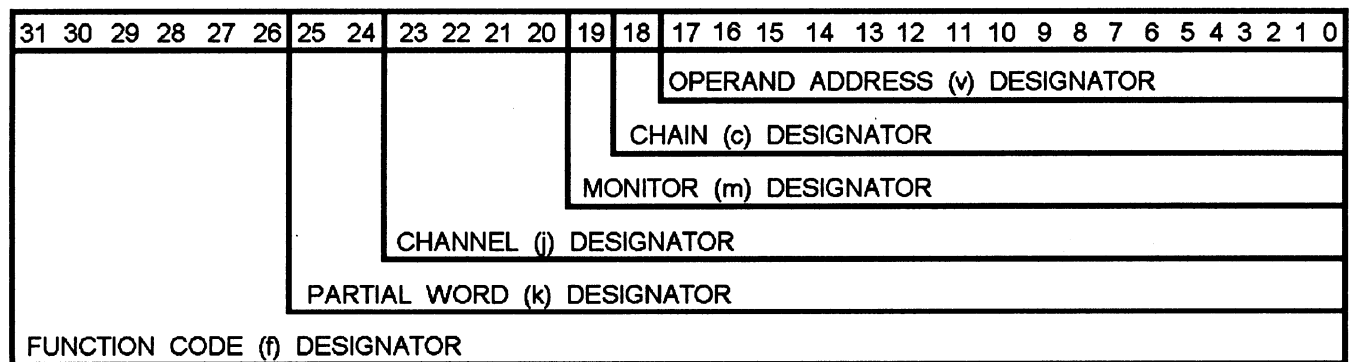 31 30 29 28 27 26 25 24 23 22 21 20 19 18 17 16 15 14 13 12 11 10 9 8 7 6 5 4 3 2 1 0
OPERAND ADDRESS (v) DESIGNATOR
CHAIN (c) DESIGNATOR
MONITOR (m) DESIGNATOR
CHANNEL (j) DESIGNATOR
PARTIAL WORD (k) DESIGNATOR
FUNCTION CODE (f) DESIGNATOR